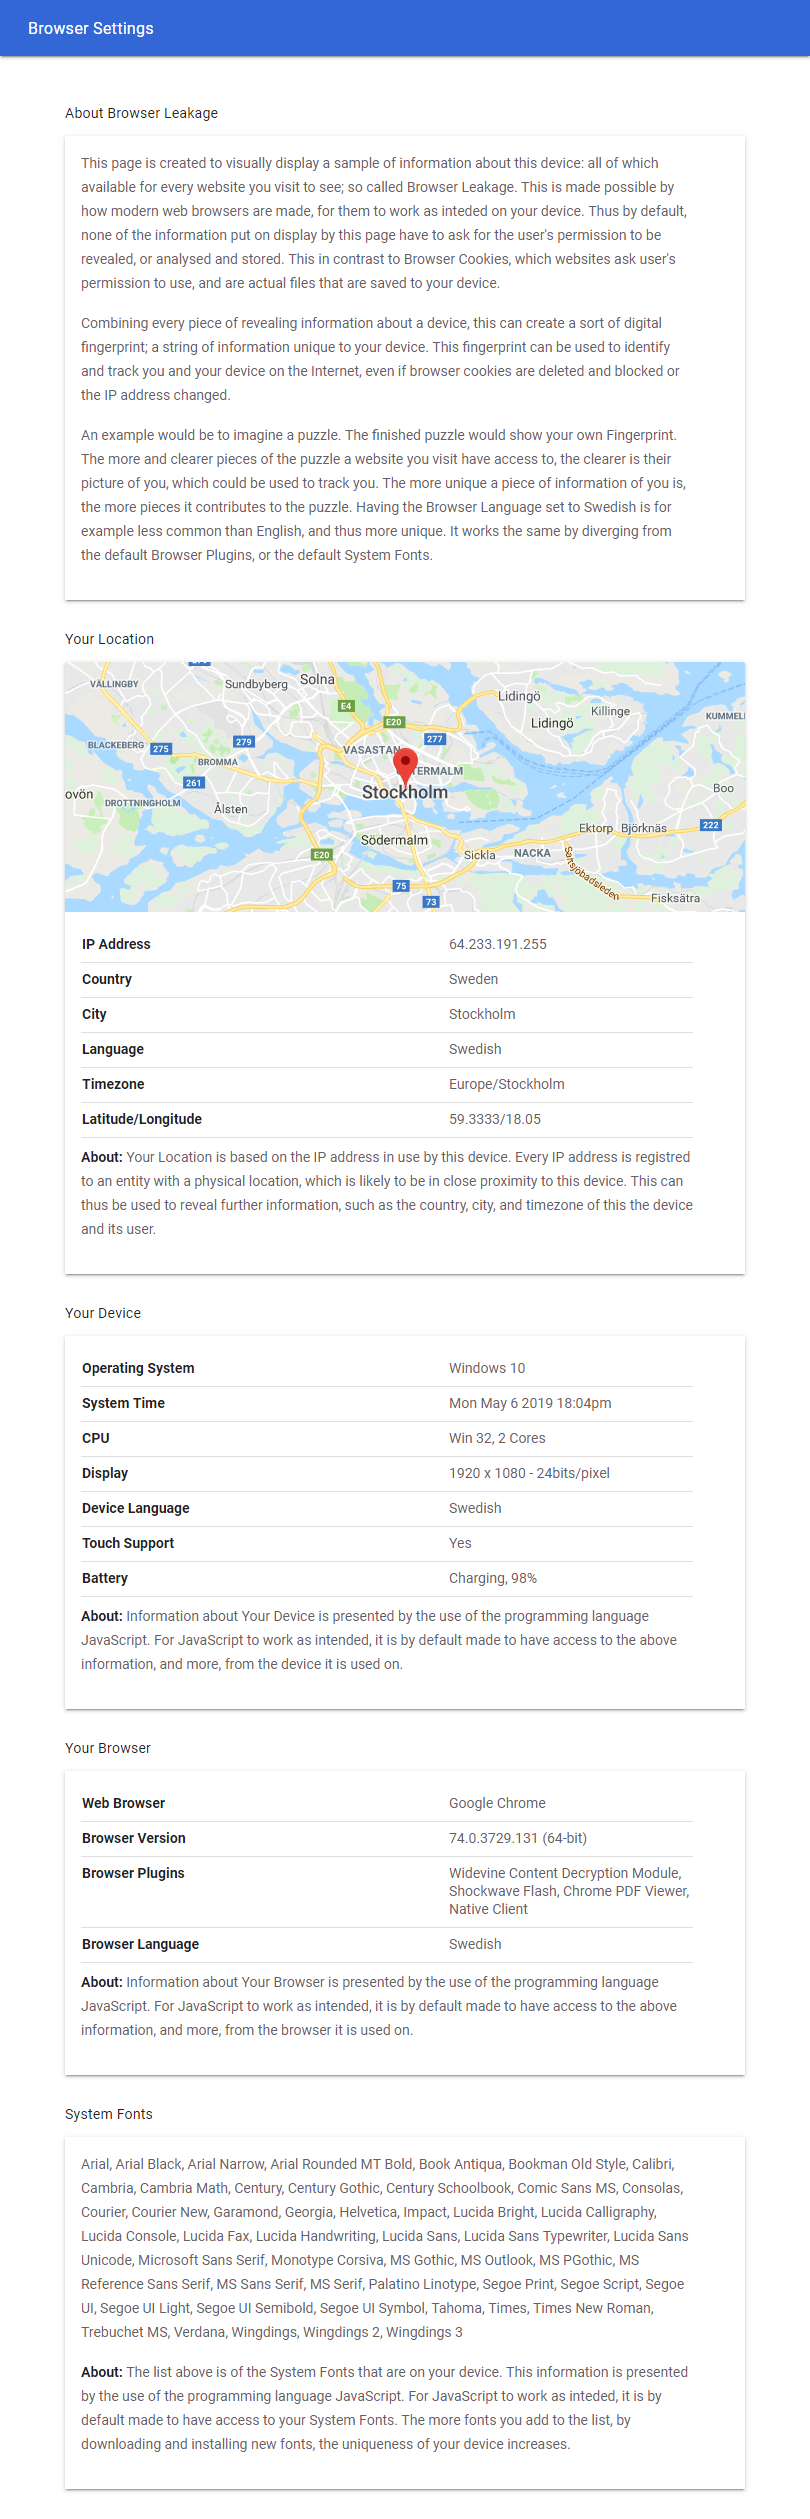 Browser Settings
About Browser Leakage
This page is created to visually display a sample of information about this device: all of which
available for every website you visit to see; so called Browser Leakage. This is made possible by
how modern web browsers are made, for them to work as inteded on your device. Thus by default,
none of the information put on display by this page have to ask for the user's permission to be
revealed, or analysed and stored. This in contrast to Browser Cookies, which websites ask user's
permission to use, and are actual files that are saved to your device.
Combining every piece of revealing information about a device, this can create a sort of digital
fingerprint; a string of information unique to your device. This fingerprint can be used to identify
and track you and your device on the Internet, even if browser cookies are deleted and blocked or
the IP address changed.
An example would be to imagine a puzzle. The finished puzzle would show your own Fingerprint.
The more and clearer pieces of the puzzle a website you visit have access to, the clearer is their
picture of you, which could be used to track you. The more unique a piece of information of you is,
the more pieces it contributes to the puzzle. Having the Browser Language set to Swedish is for
example less common than English, and thus more unique. It works the same by diverging from
the default Browser Plugins, or the default System Fonts.
Your Location
VÄLLINGBY
Sundbyberg
Solna
Lidingö
E4
Killinge
KUMMEL
E20
Lidingö
BLACKEBERG
275
279
277
VASASTAN
BROMMA
TERMALM
261
Stockholm
Boo
ovön
DROTTNINGHOLM
Ålsten
Ektorp
Björknäs
222
Södermalm
E20
Sickla
NACKA
Saltsjöbadsleden
75
73
Fisksätra
IP Address 64.233.191.255
Country Sweden
City Stockholm
Language Swedish
Timezone Europe/Stockholm
Latitude/Longitude 59.3333/18.05
About: Your Location is based on the IP address in use by this device. Every IP address is registred
to an entity with a physical location, which is likely to be in close proximity to this device. This can
thus be used to reveal further information, such as the country, city, and timezone of this the device
and its user.
Your Device
Operating System Windows 10
System Time Mon May 6 2019 18:04pm
CPU Win 32, 2 Cores
Display 1920 x 1080 - 24bits/pixel
Device Language Swedish
Touch Support Yes
Battery Charging, 98%
About: Information about Your Device is presented by the use of the programming language
JavaScript. For JavaScript to work as intended, it is by default made to have access to the above
information, and more, from the device it is used on.
Your Browser
Web Browser Google Chrome
Browser Version 74.0.3729.131 (64-bit)
Browser Plugins Widevine Content Decryption Module,
Shockwave Flash, Chrome PDF Viewer,
Native Client
Browser Language Swedish
About: Information about Your Browser is presented by the use of the programming language
JavaScript. For JavaScript to work as intended, it is by default made to have access to the above
information, and more, from the browser it is used on.
System Fonts
Arial, Arial Black, Arial Narrow, Arial Rounded MT Bold, Book Antiqua, Bookman Old Style, Calibri,
Cambria, Cambria Math, Century, Century Gothic, Century Schoolbook, Comic Sans MS, Consolas,
Courier, Courier New, Garamond, Georgia, Helvetica, Impact, Lucida Bright, Lucida Calligraphy,
Lucida Console, Lucida Fax, Lucida Handwriting, Lucida Sans, Lucida Sans Typewriter, Lucida Sans
Unicode, Microsoft Sans Serif, Monotype Corsiva, MS Gothic, MS Outlook, MS PGothic, MS
Reference Sans Serif, MS Sans Serif, MS Serif, Palatino Linotype, Segoe Print, Segoe Script, Segoe
UI, Segoe UI Light, Segoe UI Semibold, Segoe UI Symbol, Tahoma, Times, Times New Roman,
Trebuchet MS, Verdana, Wingdings, Wingdings 2, Wingdings 3
About: The list above is of the System Fonts that are on your device. This information is presented
by the use of the programming language JavaScript. For JavaScript to work as inteded, it is by
default made to have access to your System Fonts. The more fonts you add to the list, by
downloading and installing new fonts, the uniqueness of your device increases.